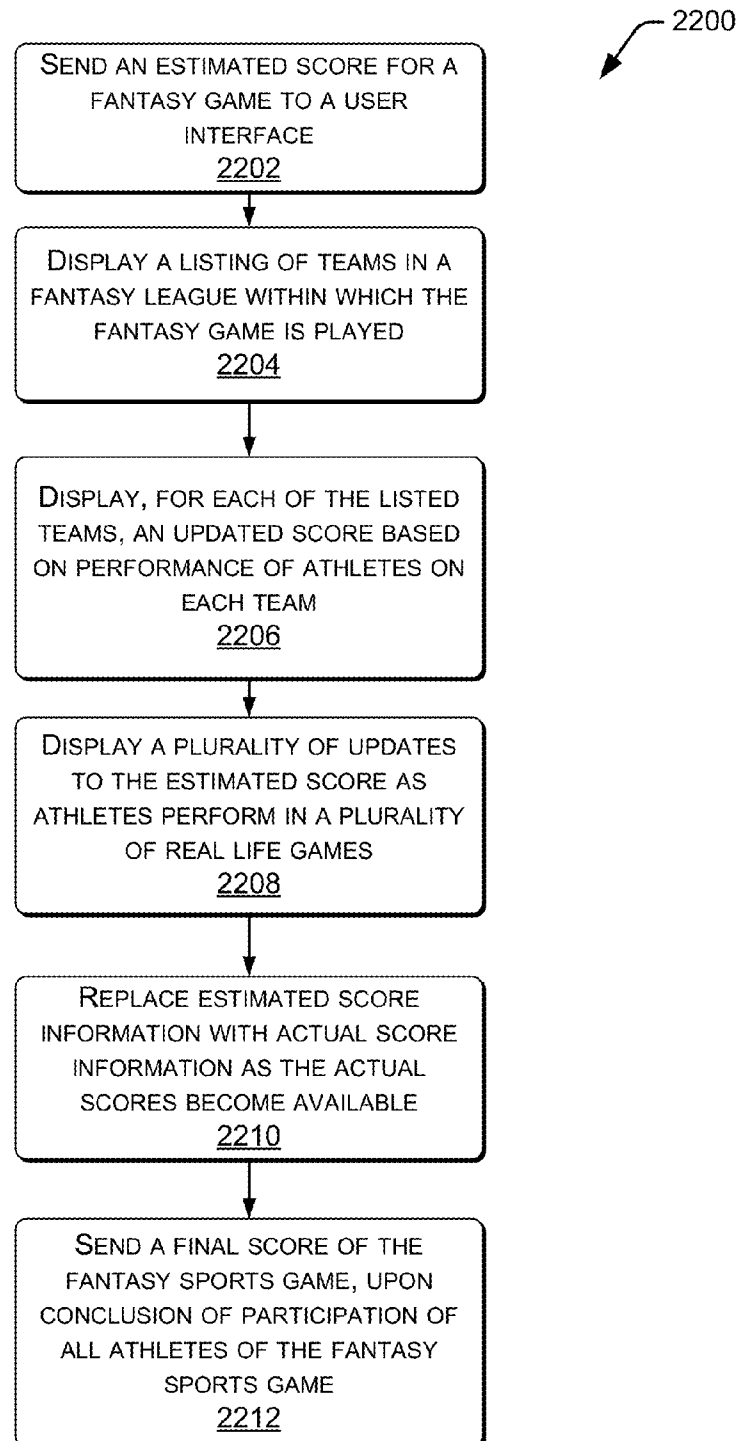 2200
SEND AN ESTIMATED SCORE FOR A
FANTASY GAME TO A USER
INTERFACE
2202
DISPLAY A LISTING OF TEAMS IN A
FANTASY LEAGUE WITHIN WHICH THE
FANTASY GAME IS PLAYED
2204
DISPLAY, FOR EACH OF THE LISTED
TEAMS, AN UPDATED SCORE BASED
ON PERFORMANCE OF ATHLETES ON
EACH TEAM
2206
DISPLAY A PLURALITY OF UPDATES
TO THE ESTIMATED SCORE AS
ATHLETES PERFORM IN A PLURALITY
OF REAL LIFE GAMES
2208
REPLACE ESTIMATED SCORE
INFORMATION WITH ACTUAL SCORE
INFORMATION AS THE ACTUAL
SCORES BECOME AVAILABLE
2210
SEND A FINAL SCORE OF THE
FANTASY SPORTS GAME, UPON
CONCLUSION OF PARTICIPATION OF
ALL ATHLETES OF THE FANTASY
SPORTS GAME
2212